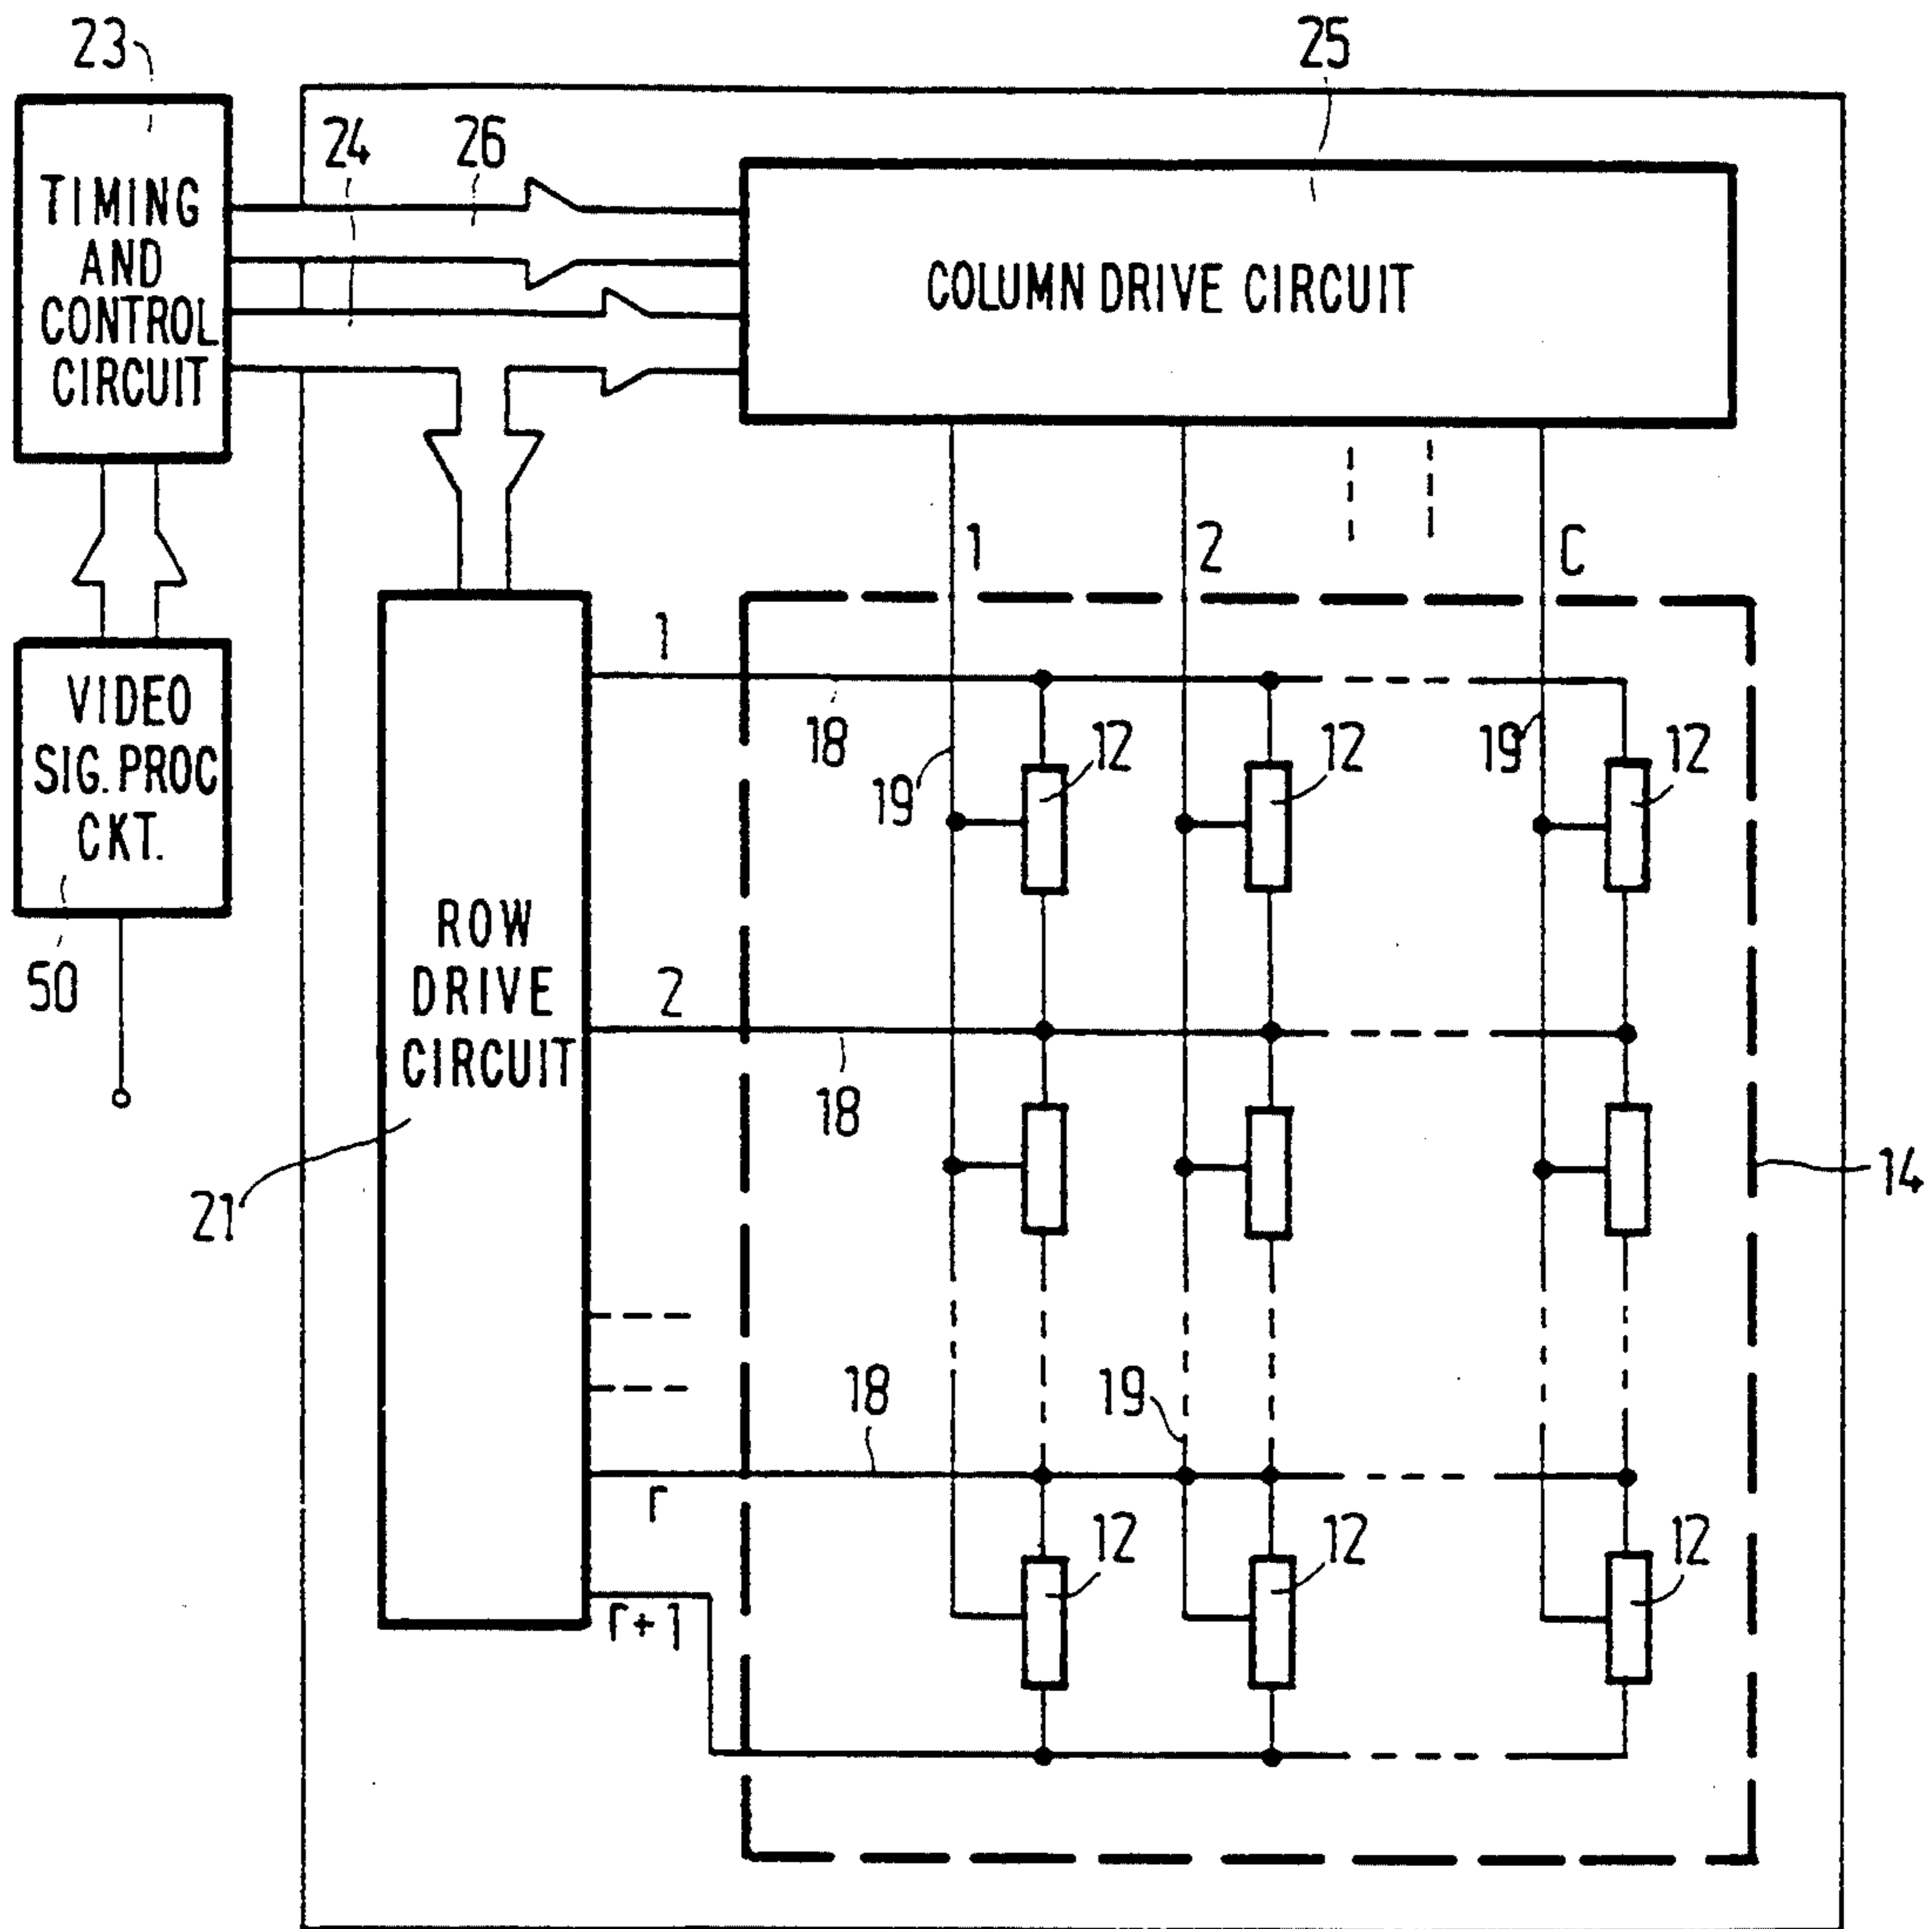 23
25
24
26
TIMING
AND
CONTROL
CIRCUIT
COLUMN DRIVE CIRCUIT
1
2
C
VIDEO
SIG. PROC
CKT.
50
1
18
19
12
12
19
12
ROW
DRIVE
CIRCUIT
2
18
21
14
18
19
r
12
12
12
r+1